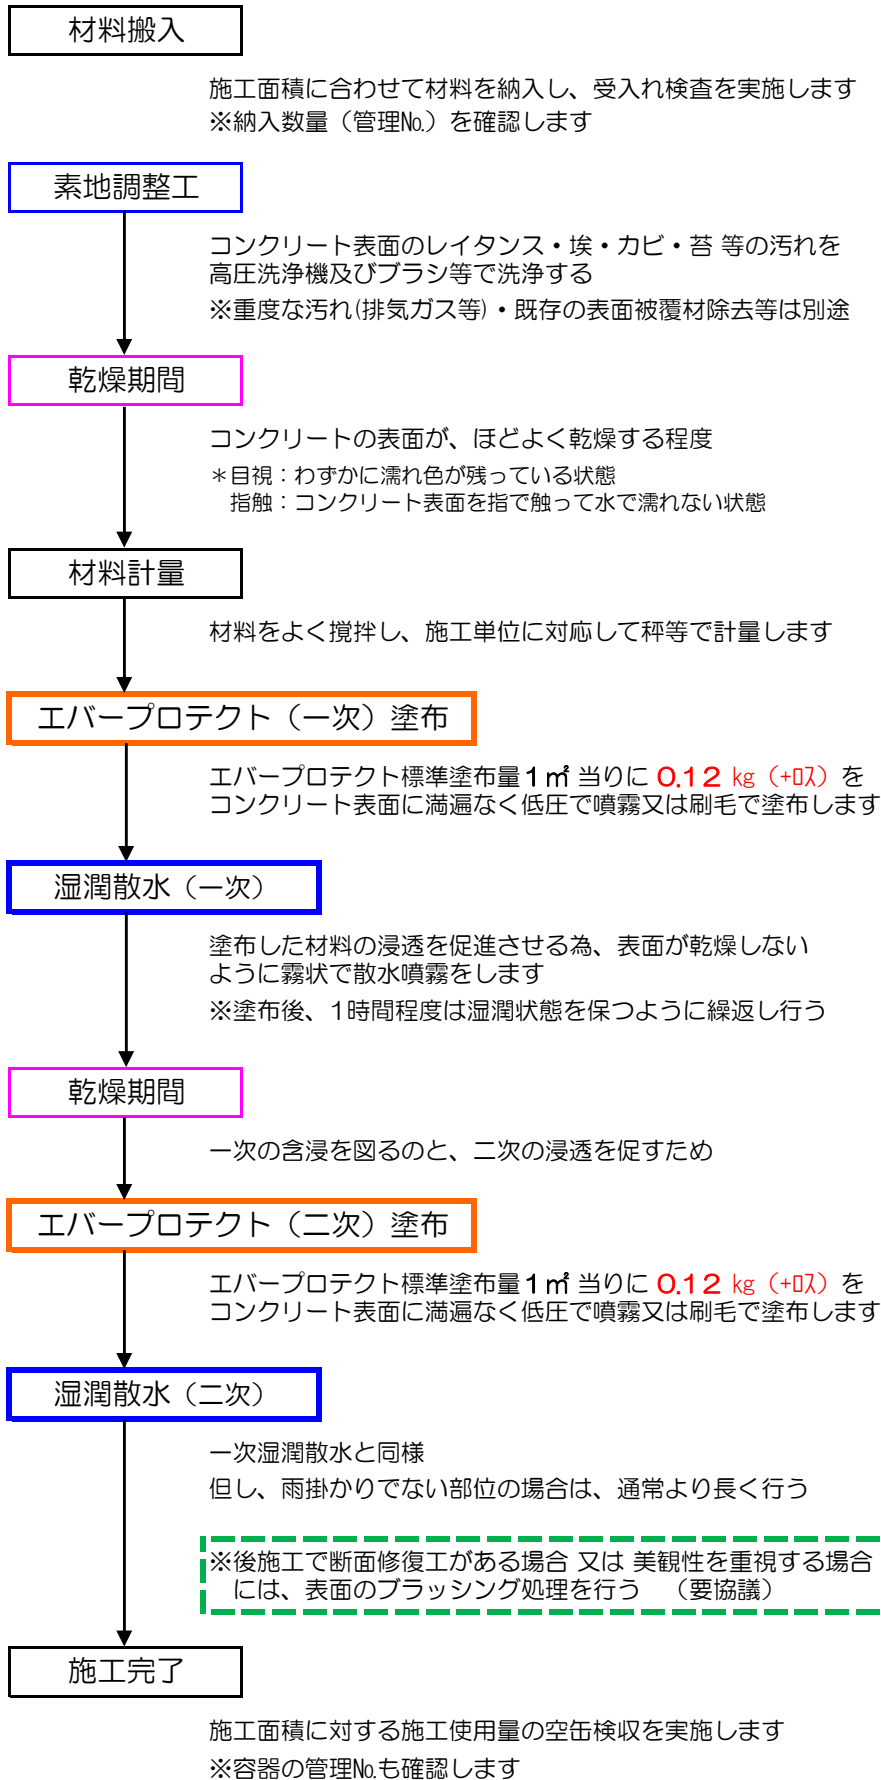 材料搬入
施工面積に合わせて材料を納入し、受入れ検査を実施します
※納入数量（管理No.）を確認します
素地調整工
コンクリート表面のレイタンス・埃・カビ・苔 等の汚れを
高圧洗浄機及びブラシ等で洗浄する
※重度な汚れ(排気ガス等)・既存の表面被覆材除去等は別途
乾燥期間
コンクリートの表面が、ほどよく乾燥する程度
＊目視：わずかに濡れ色が残っている状態
指触：コンクリート表面を指で触って水で濡れない状態
材料計量
材料をよく撹拌し、施工単位に対応して秤等で計量します
エバープロテクト（一次）塗布
エバープロテクト標準塗布量１㎡ 当りに ０.１２ kg（+ﾛｽ）を
コンクリート表面に満遍なく低圧で噴霧又は刷毛で塗布します
湿潤散水（一次）
塗布した材料の浸透を促進させる為、表面が乾燥しない
ように霧状で散水噴霧をします
※塗布後、1時間程度は湿潤状態を保つように繰返し行う
乾燥期間
一次の含浸を図るのと、二次の浸透を促すため
エバープロテクト（二次）塗布
エバープロテクト標準塗布量１㎡ 当りに ０.１２ kg（+ﾛｽ）を
コンクリート表面に満遍なく低圧で噴霧又は刷毛で塗布します
湿潤散水（二次）
一次湿潤散水と同様
但し、雨掛かりでない部位の場合は、通常より長く行う
※後施工で断面修復工がある場合 又は 美観性を重視する場合
には、表面のブラッシング処理を行う　（要協議）
施工完了
施工面積に対する施工使用量の空缶検収を実施します
※容器の管理No.も確認します